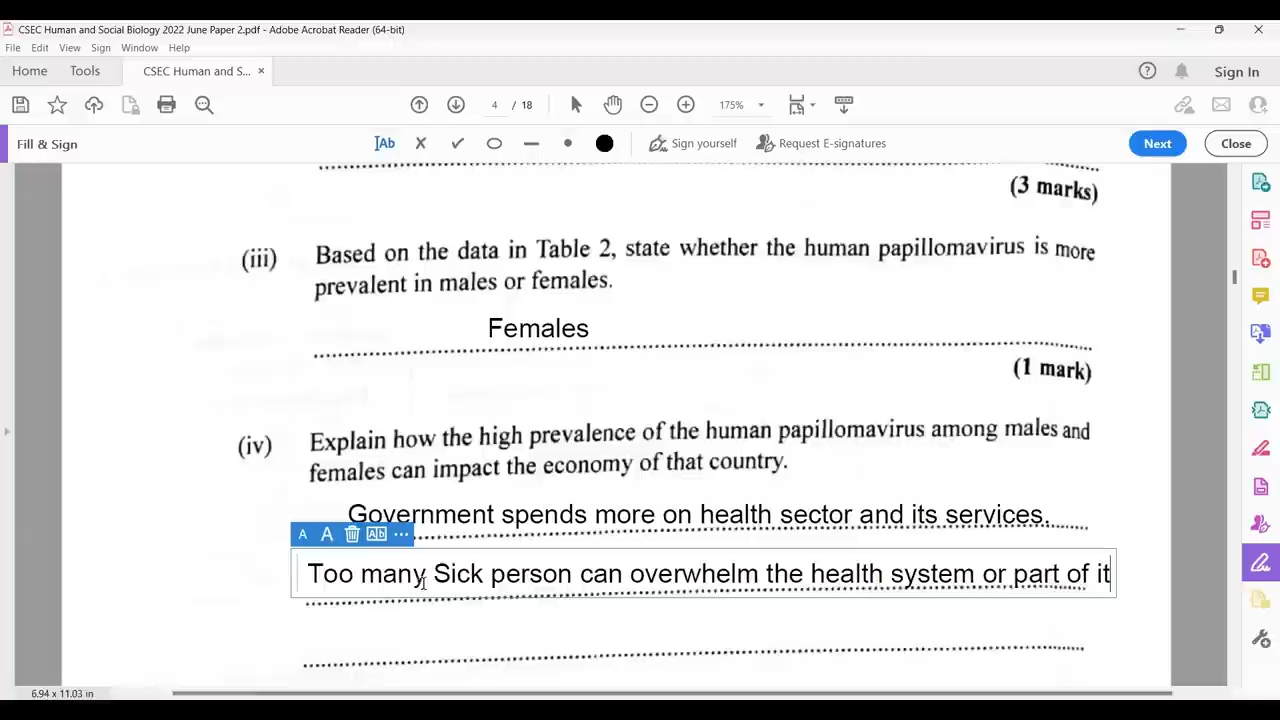 CSEC Human and Social Biology 2022 June Paper 2.pdf - Adobe Acrobat Reader (64-bit)
File Edit View Sign Window Help
Home Tools CSEC Human and S... × Sign In
4 / 18 175%
Fill & Sign Ab Sign yourself Request E-signatures Next Close
(3 marks)
(iii) Based on the data in Table 2, state whether the human papillomavirus is more
prevalent in males or females.
Females
(1 mark)
(iv) Explain how the high prevalence of the human papillomavirus among males and
females can impact the economy of that country.
Government spends more on health sector and its services.
A A AB ...
Too many Sick person can overwhelm the health system or part of it
6.94 x 11.03 in